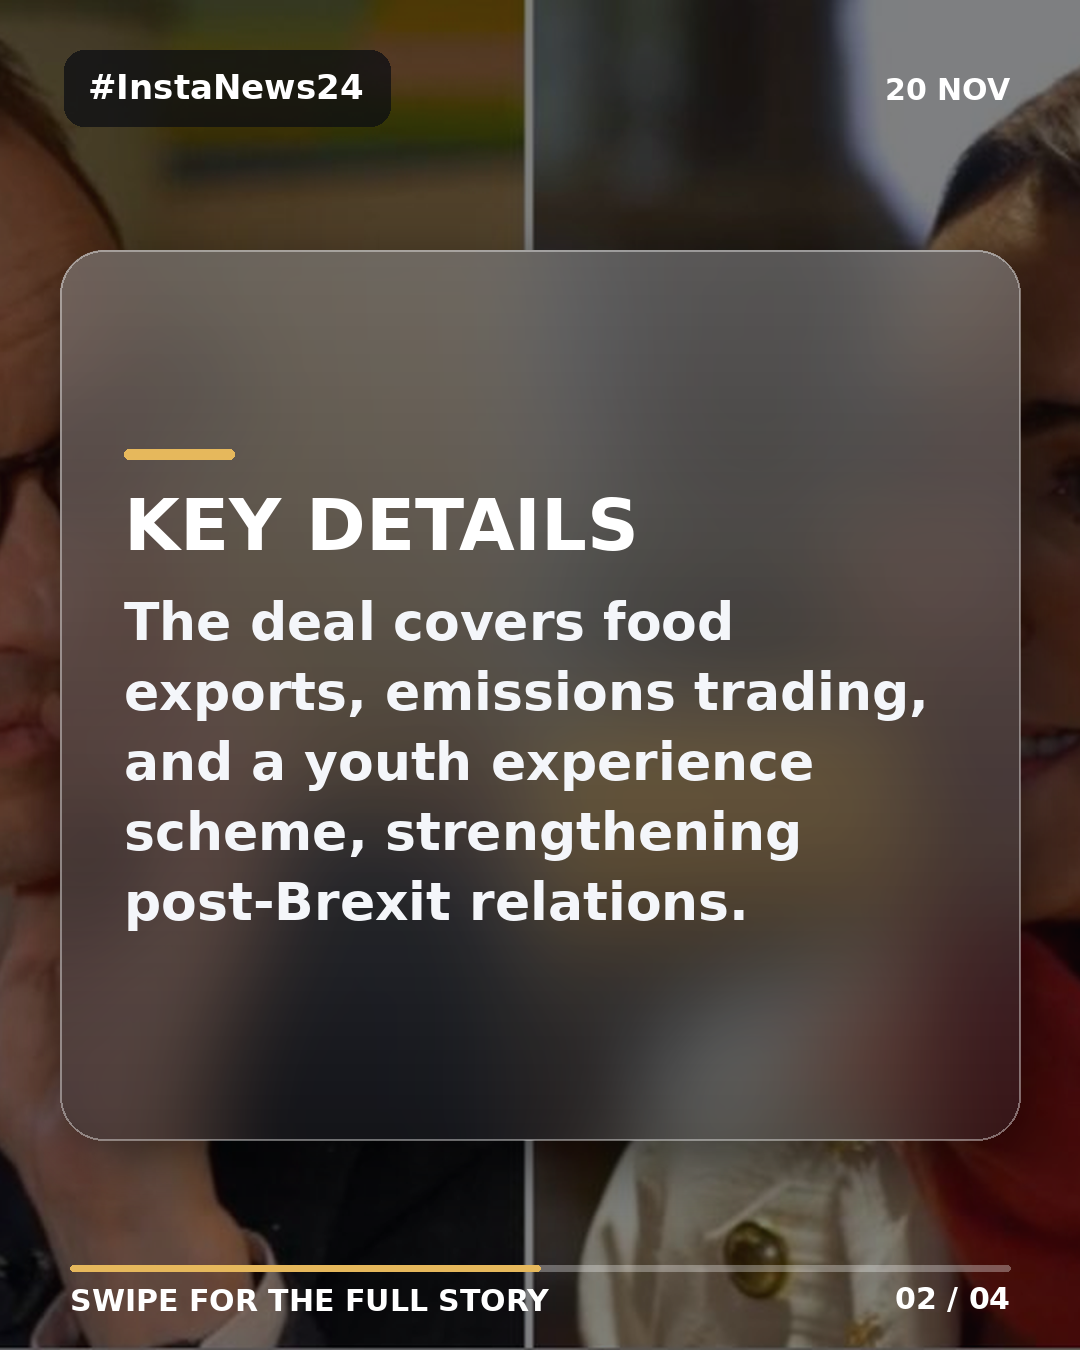 #InstaNews24
20 NOV
KEY DETAILS
The deal covers food
exports, emissions trading,
and a youth experience
scheme, strengthening
post-Brexit relations.
SWIPE FOR THE FULL STORY
02 / 04